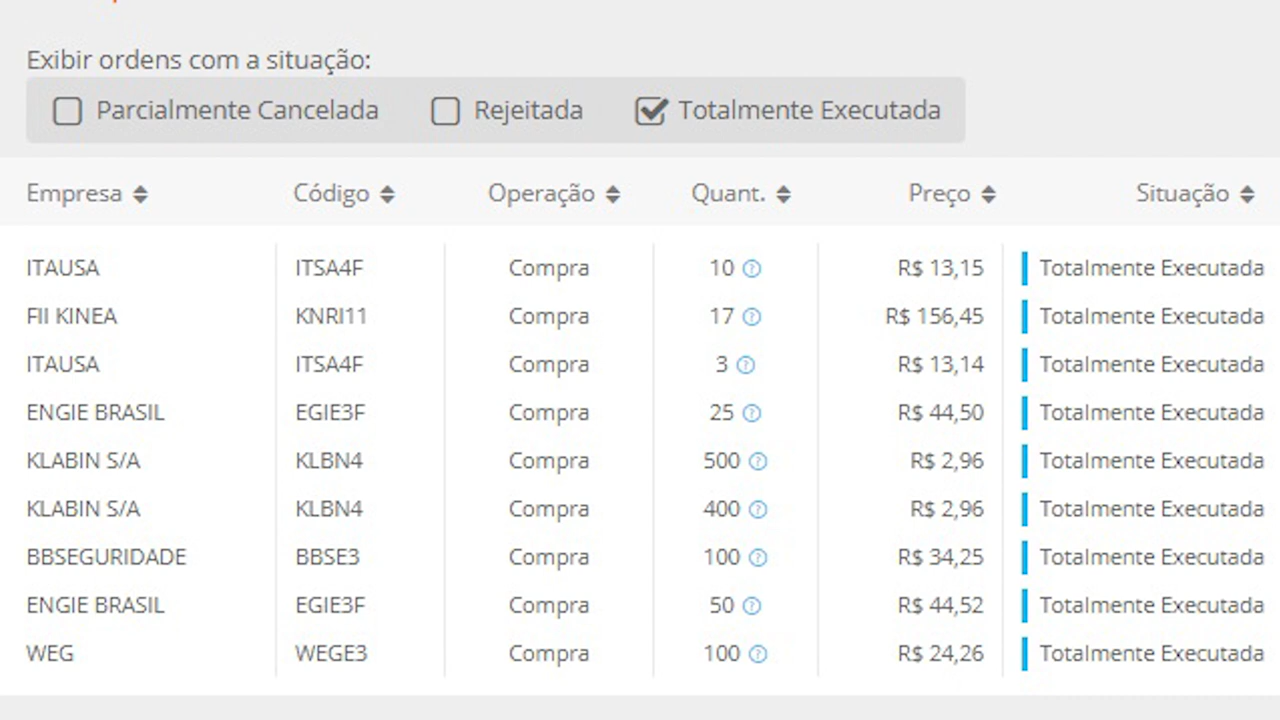 Exibir ordens com a situação:
Parcialmente Cancelada Rejeitada Totalmente Executada
Empresa Código Operação Quant. Preço Situação
ITAUSA ITSA4F Compra 10 R$ 13,15 Totalmente Executada
FII KINEA KNRI11 Compra 17 R$ 156,45 Totalmente Executada
ITAUSA ITSA4F Compra 3 R$ 13,14 Totalmente Executada
ENGIE BRASIL EGIE3F Compra 25 R$ 44,50 Totalmente Executada
KLABIN S/A KLBN4 Compra 500 R$ 2,96 Totalmente Executada
KLABIN S/A KLBN4 Compra 400 R$ 2,96 Totalmente Executada
BBSEGURIDADE BBSE3 Compra 100 R$ 34,25 Totalmente Executada
ENGIE BRASIL EGIE3F Compra 50 R$ 44,52 Totalmente Executada
WEG WEGE3 Compra 100 R$ 24,26 Totalmente Executada